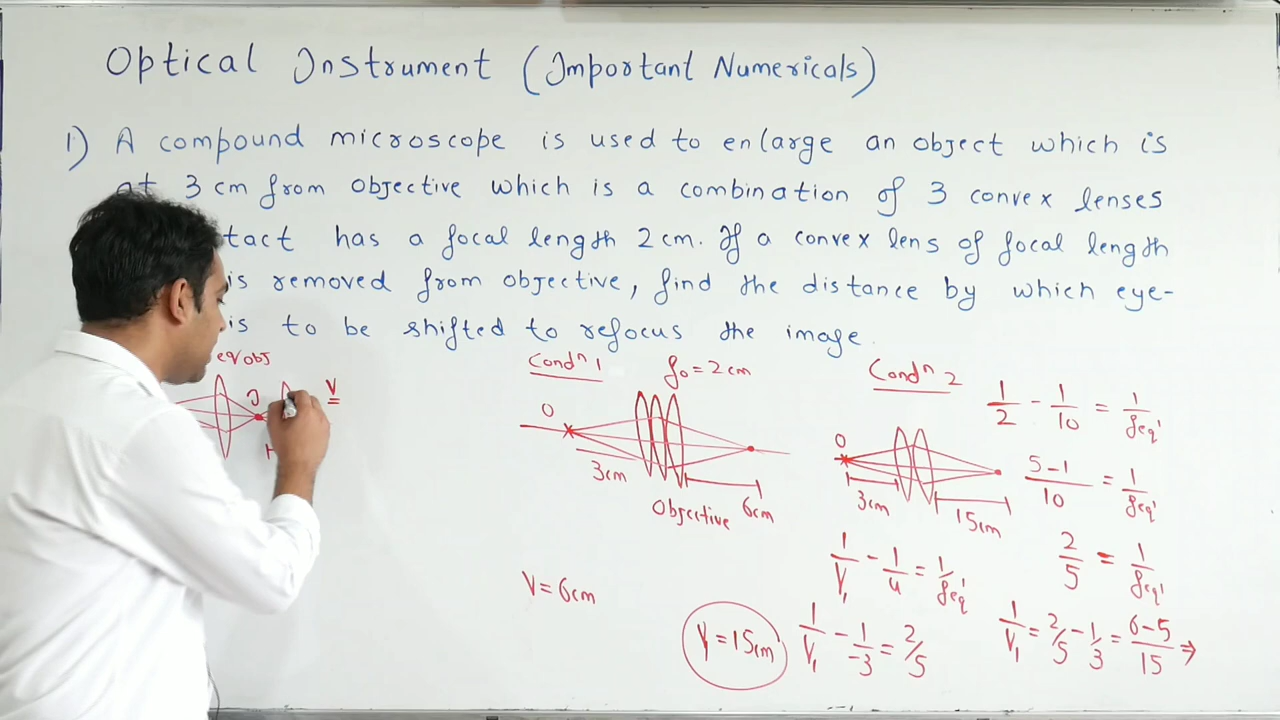 Optical Instrument (Important Numericals)
1) A compound microscope is used to enlarge an object which is
at 3 cm from objective which is a combination of 3 convex lenses
tact has a focal length 2 cm. If a convex lens of focal length
is removed from objective, find the distance by which eye-
is to be shifted to refocus the image.
eq obj
V
Condⁿ 1
fo = 2 cm
O
3cm
Objective
6cm
V = 6cm
Condⁿ 2
O
3cm
15cm
1/2 - 1/10 = 1/feq'
5-1/10 = 1/feq'
2/5 = 1/feq'
1/V₁ - 1/u = 1/feq'
1/V₁ - 1/-3 = 2/5
1/V₁ = 2/5 - 1/3 = 6-5/15 ⇒
V₁ = 15cm